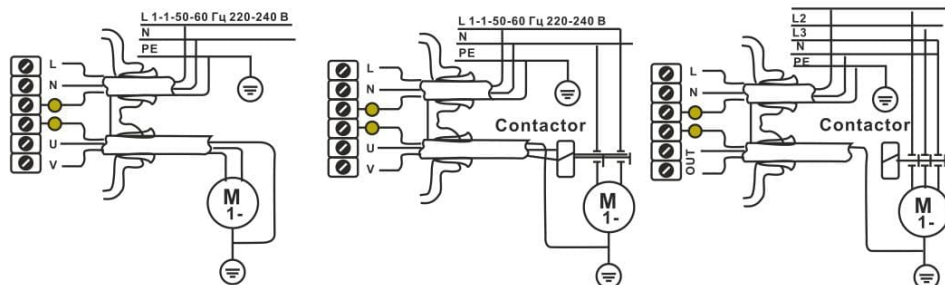 L 1-1-50-60 Гц 220-240 В
N
PE
L
N
U
V
M
1-
L 1-1-50-60 Гц 220-240 В
N
PE
L
N
Contactor
U
V
M
1-
L2
L3
N
PE
L
N
Contactor
OUT
M
1-